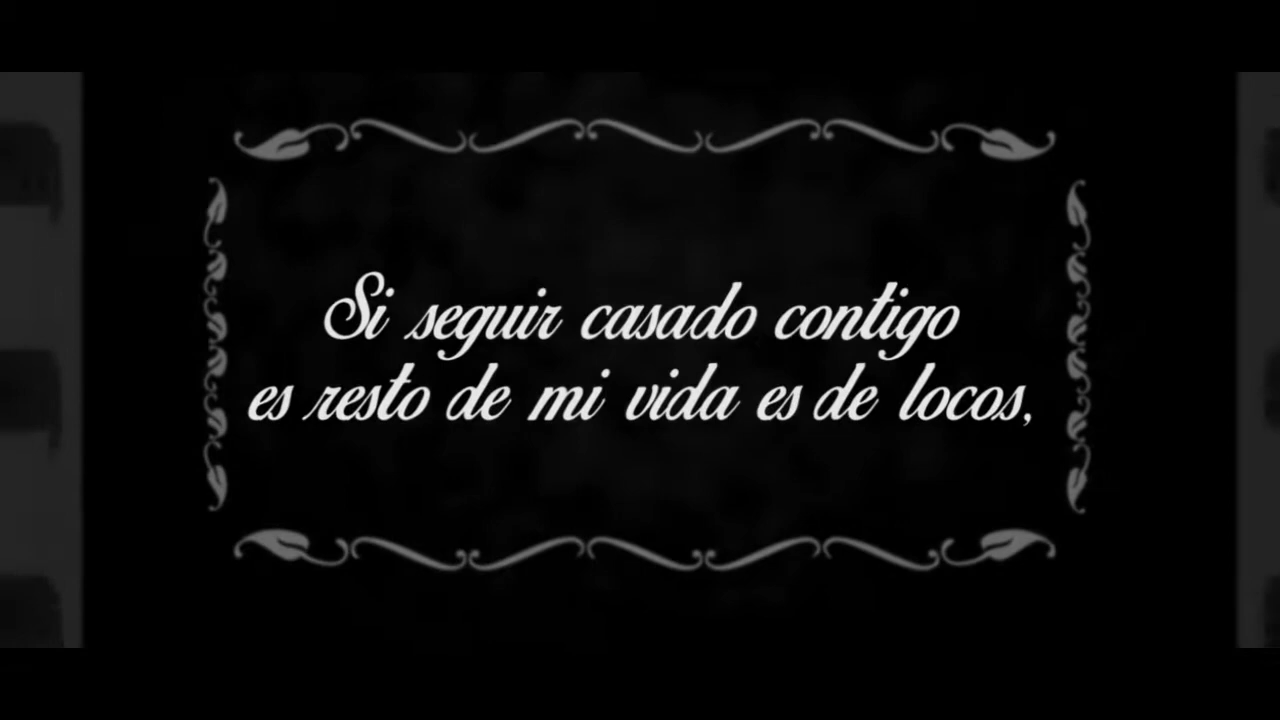 Si seguir casado contigo
es resto de mi vida es de locos,